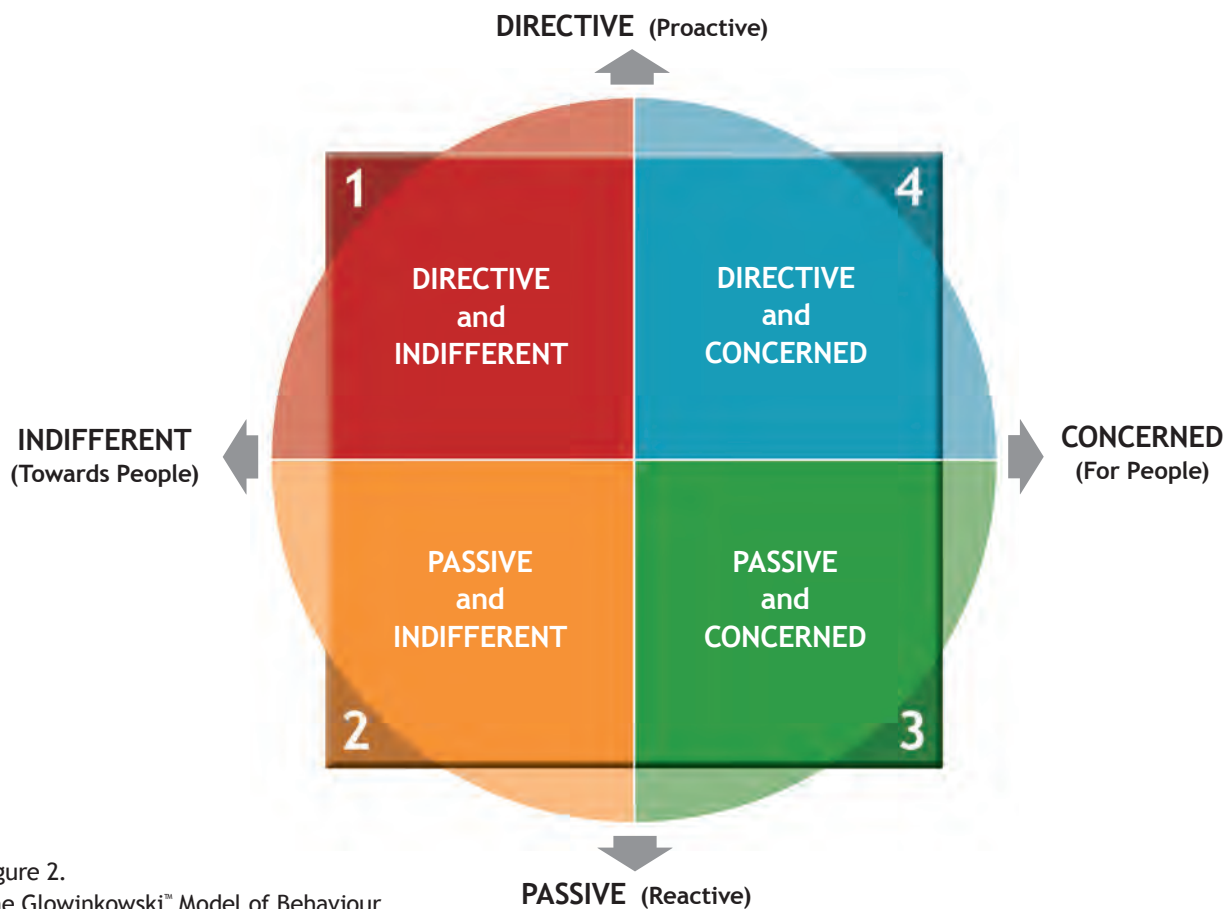 DIRECTIVE (Proactive)
1
4
DIRECTIVE
and
INDIFFERENT
DIRECTIVE
and
CONCERNED
INDIFFERENT
(Towards People)
CONCERNED
(For People)
PASSIVE
and
INDIFFERENT
PASSIVE
and
CONCERNED
2
3
gure 2.
e Glowinkowski™ Model of Behaviour
PASSIVE (Reactive)